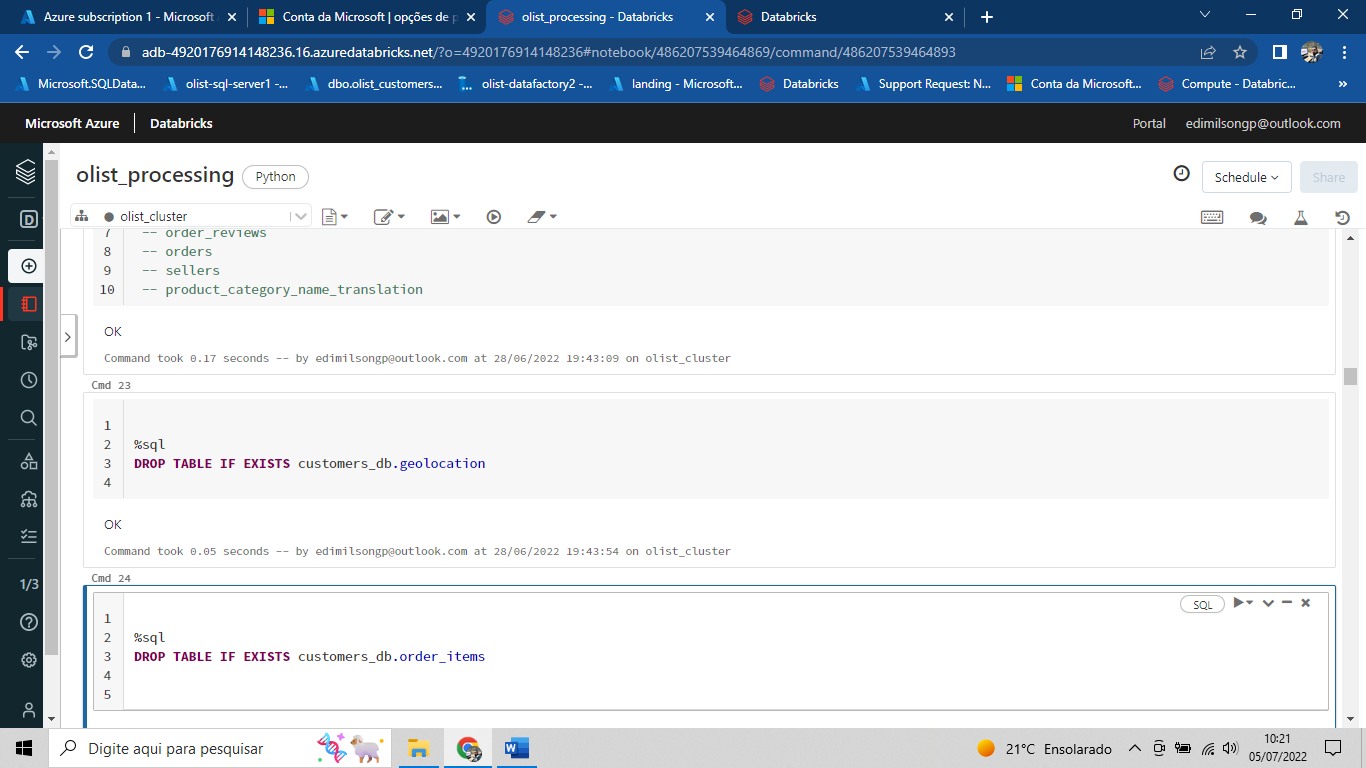 Azure subscription 1 - Microsoft
Conta da Microsoft | opções de p
olist_processing - Databricks
Databricks
adb-4920176914148236.16.azuredatabricks.net/?o=4920176914148236#notebook/486207539464869/command/486207539464893
Microsoft.SQLData...
olist-sql-server1 -...
dbo.olist_customers...
olist-datafactory2 -...
landing - Microsoft...
Databricks
Support Request: N...
Conta da Microsoft...
Compute - Databric...
»
Microsoft Azure
Databricks
Portal
edimilsongp@outlook.com
olist_processing
Python
Schedule
Share
D
olist_cluster
7 -- order_reviews
8 -- orders
9 -- sellers
10 -- product_category_name_translation
OK
Command took 0.17 seconds -- by edimilsongp@outlook.com at 28/06/2022 19:43:09 on olist_cluster
Cmd 23
1
2 %sql
3 DROP TABLE IF EXISTS customers_db.geolocation
4
OK
Command took 0.05 seconds -- by edimilsongp@outlook.com at 28/06/2022 19:43:54 on olist_cluster
Cmd 24
SQL
1
2 %sql
3 DROP TABLE IF EXISTS customers_db.order_items
4
5
1/3
Digite aqui para pesquisar
W
21°C Ensolarado
10:21
05/07/2022